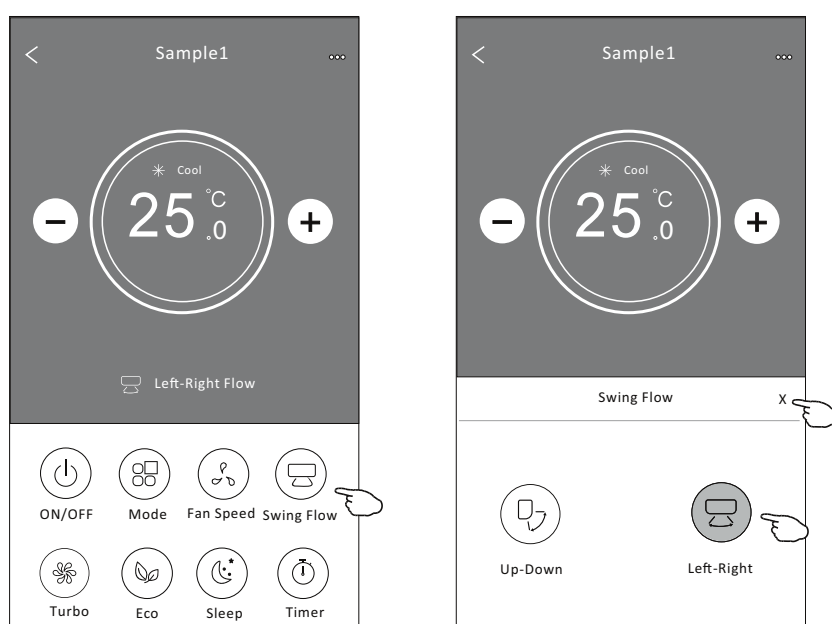 Sample1
Cool
25 °C
.0
Left-Right Flow
ON/OFF Mode Fan Speed Swing Flow
Turbo Eco Sleep Timer
Sample1
Cool
25 °C
.0
Swing Flow X
Up-Down Left-Right